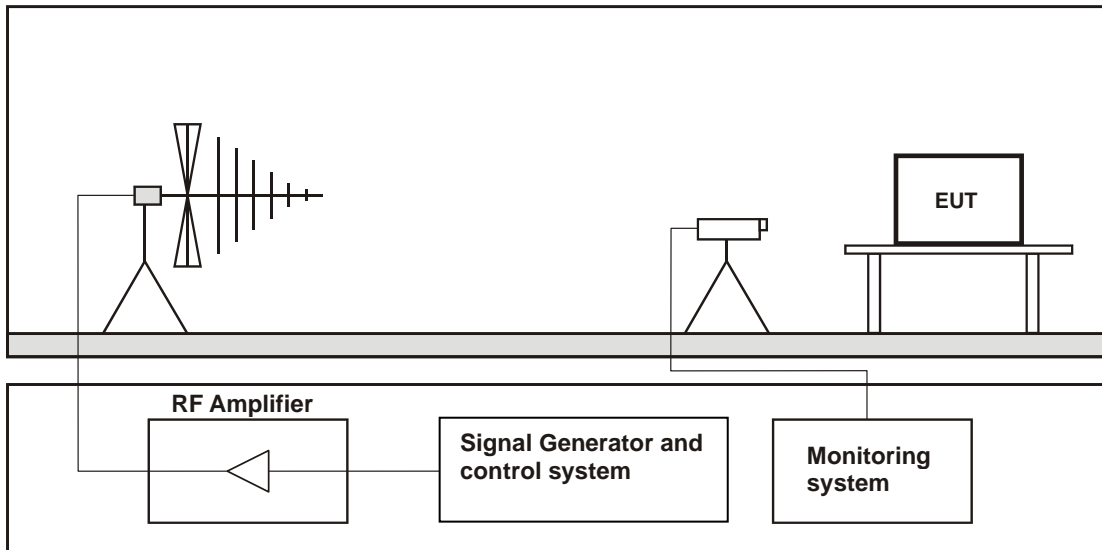 EUT
RF Amplifier
Signal Generator and
control system
Monitoring
system